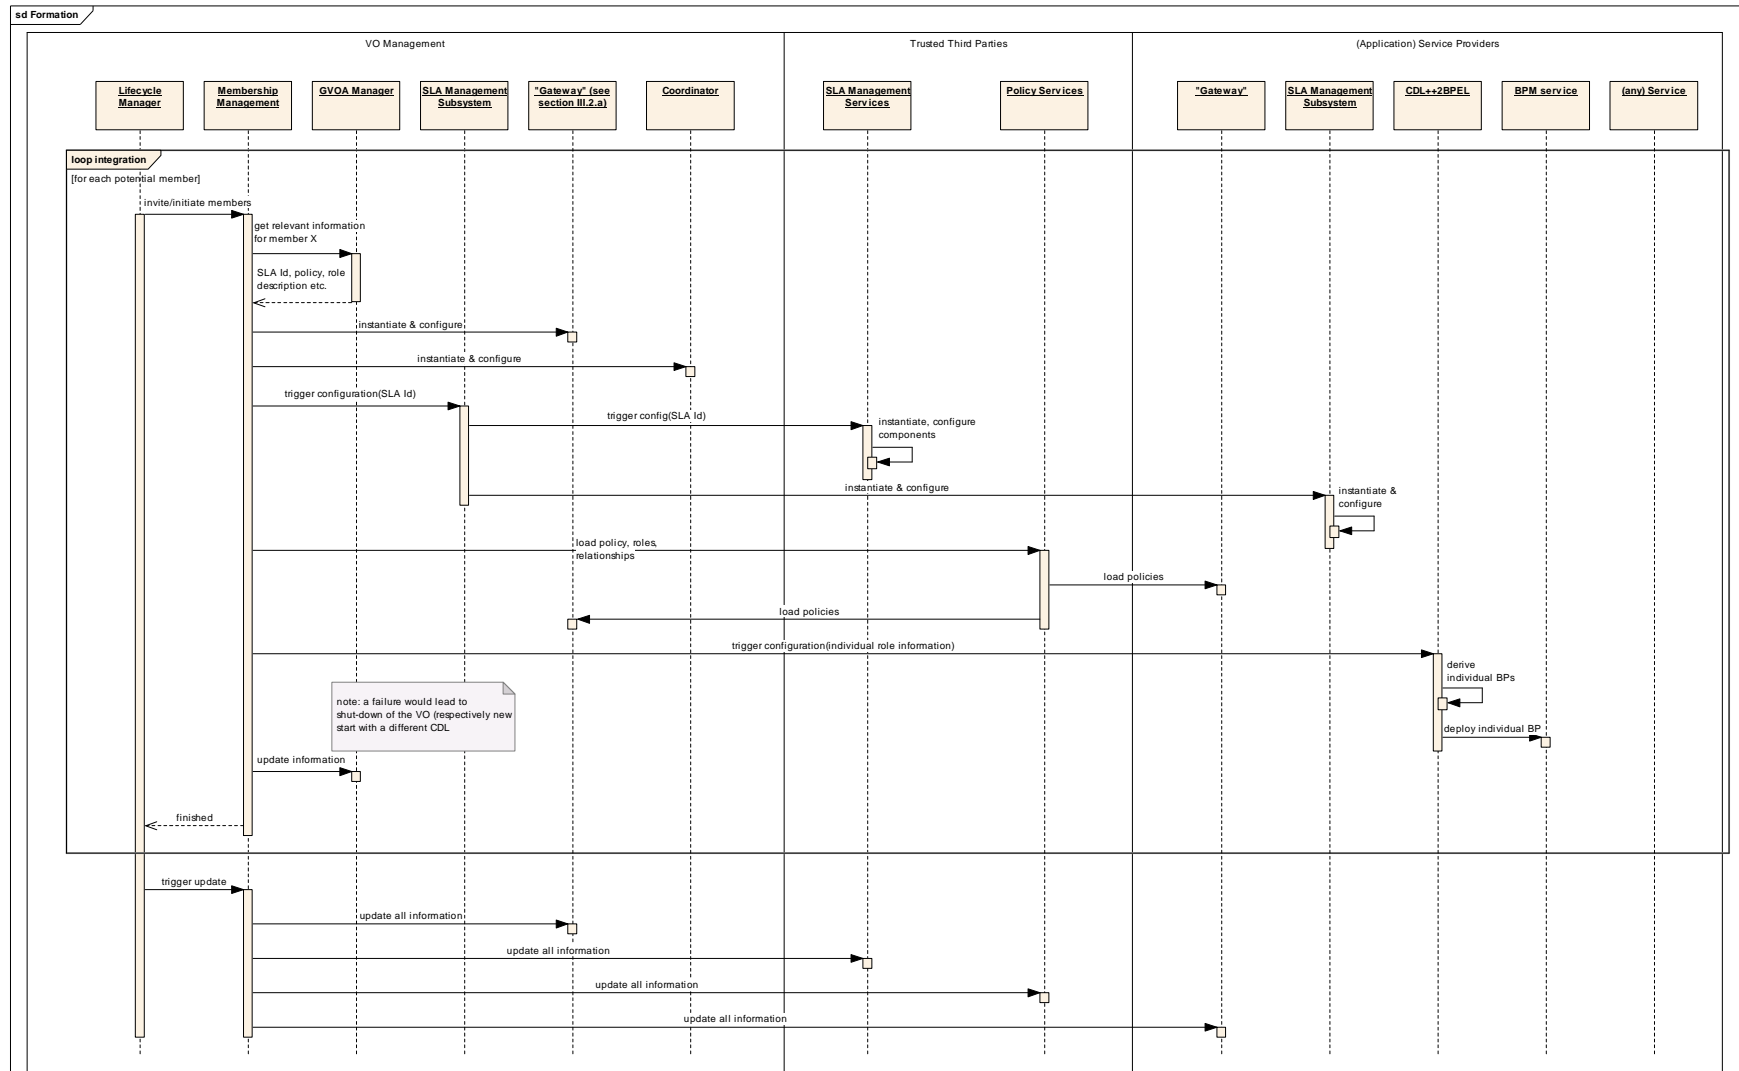 sd Formation
VO Management
Trusted Third Parties
(Application) Service Providers
Lifecycle
Manager
Membership
Management
GVOA Manager
SLA Management
Subsystem
"Gateway" (see
section III.2.a)
Coordinator
SLA Management
Services
Policy Services
"Gateway"
SLA Management
Subsystem
CDL++2BPEL
BPM service
(any) Service
loop integration
[for each potential member]
invite/initiate members
get relevant information
for member X
SLA Id, policy, role
description etc.
instantiate & configure
instantiate & configure
trigger configuration(SLA Id)
trigger config(SLA Id)
instantiate, configure
components
instantiate & configure
instantiate &
configure
load policy, roles,
relationships
load policies
load policies
trigger configuration(individual role information)
derive
individual BPs
deploy individual BP
note: a failure would lead to
shut-down of the VO (respectively new
start with a different CDL
update information
finished
trigger update
update all information
update all information
update all information
update all information